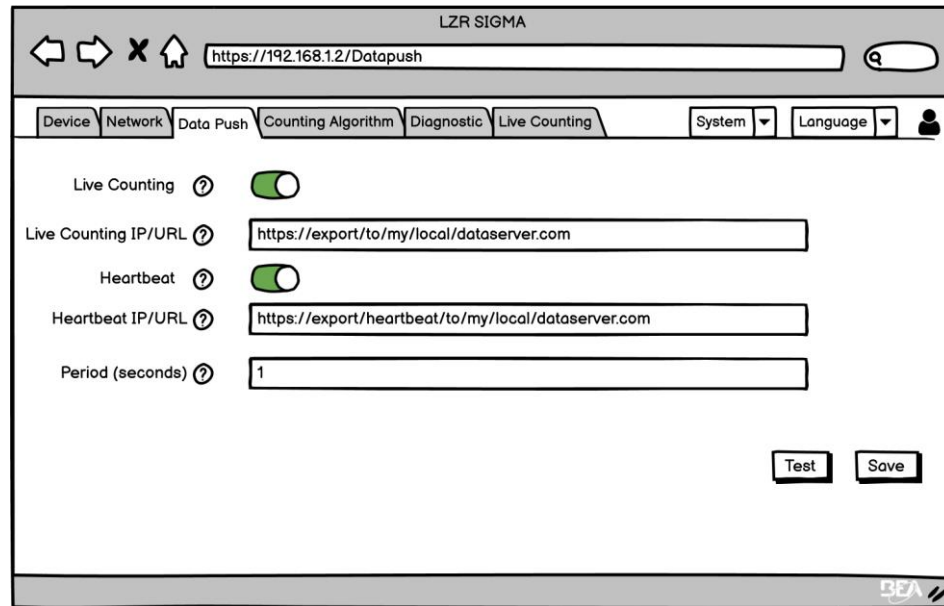 LZR SIGMA
https://192.168.1.2/Datapush
Device Network Data Push Counting Algorithm Diagnostic Live Counting System Language
Live Counting ?
Live Counting IP/URL ? https://export/to/my/local/dataserver.com
Heartbeat ?
Heartbeat IP/URL ? https://export/heartbeat/to/my/local/dataserver.com
Period (seconds) ? 1
Test Save
BEA